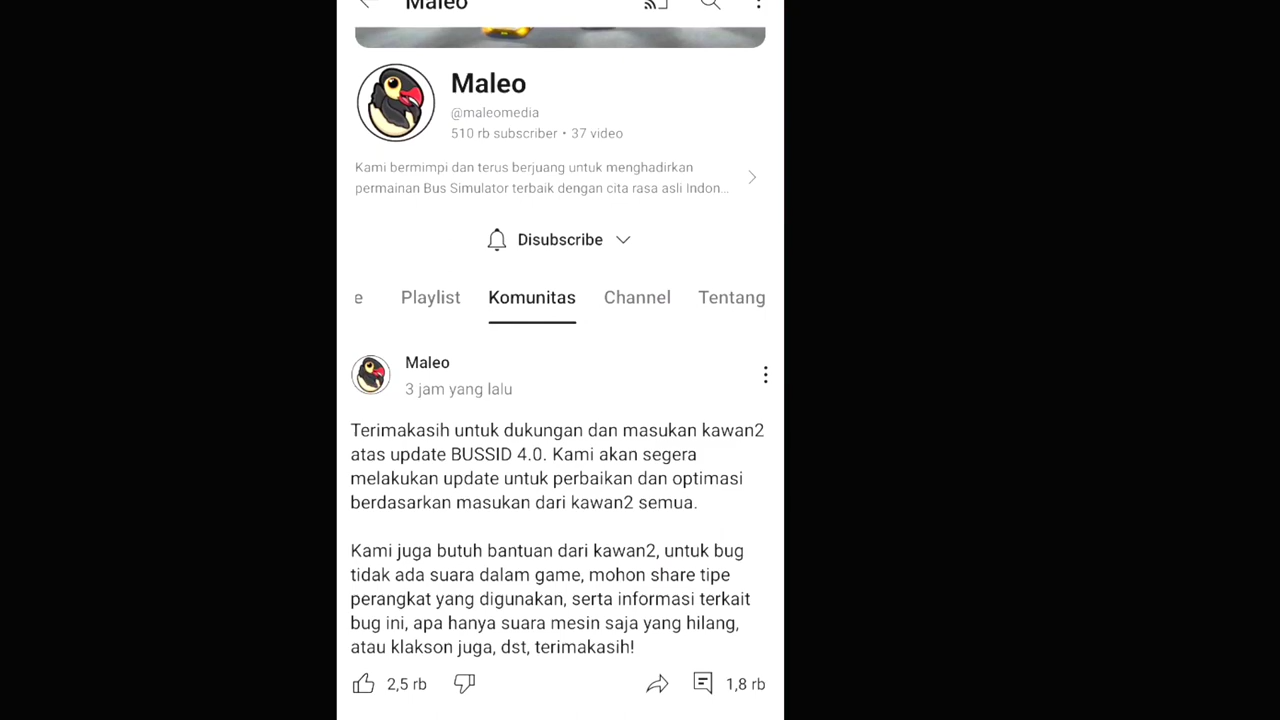 Maleo
Maleo
@maleomedia
510 rb subscriber • 37 video
Kami bermimpi dan terus berjuang untuk menghadirkan
permainan Bus Simulator terbaik dengan cita rasa asli Indon...
Disubscribe
e Playlist Komunitas Channel Tentang
Maleo
3 jam yang lalu
Terimakasih untuk dukungan dan masukan kawan2
atas update BUSSID 4.0. Kami akan segera
melakukan update untuk perbaikan dan optimasi
berdasarkan masukan dari kawan2 semua.
Kami juga butuh bantuan dari kawan2, untuk bug
tidak ada suara dalam game, mohon share tipe
perangkat yang digunakan, serta informasi terkait
bug ini, apa hanya suara mesin saja yang hilang,
atau klakson juga, dst, terimakasih!
2,5 rb 1,8 rb